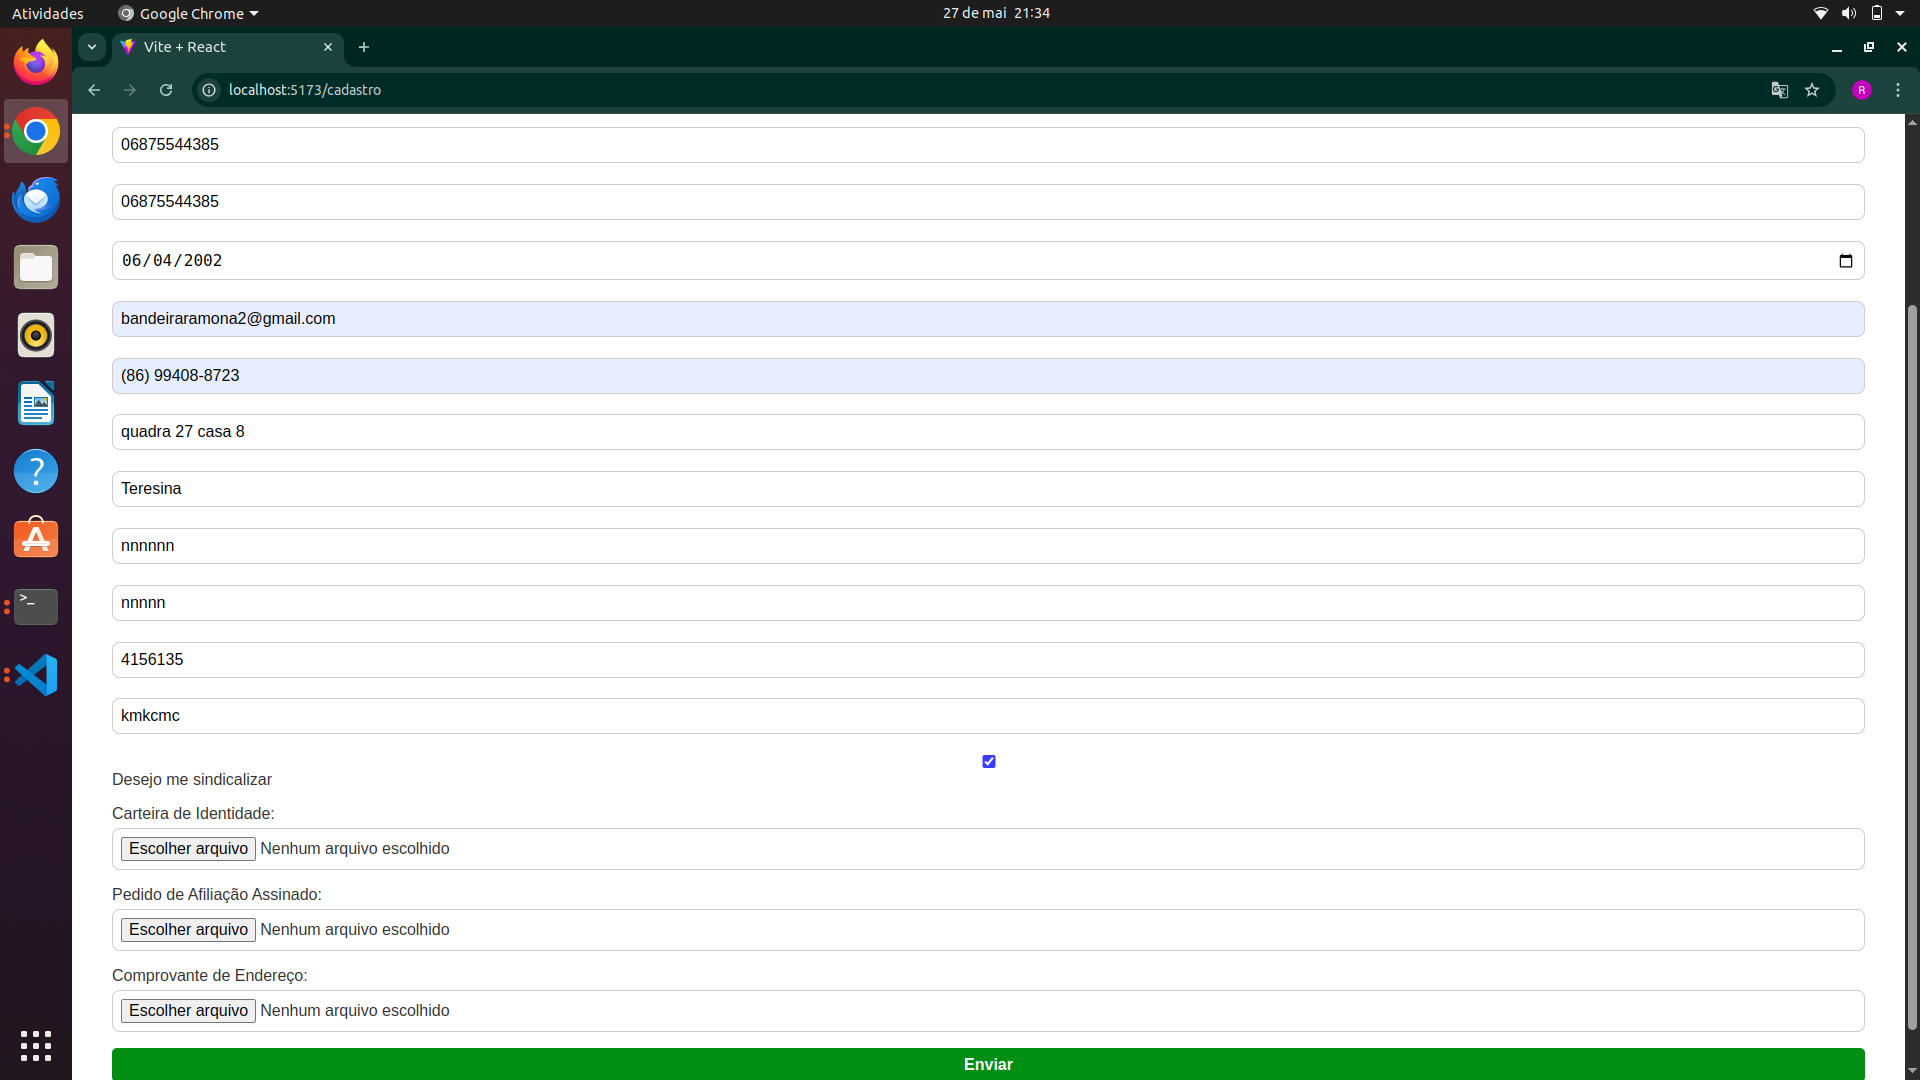 Atividades
Google Chrome
27 de mai 21:34
Vite + React
localhost:5173/cadastro
R
06875544385
06875544385
06/04/2002
bandeiraramona2@gmail.com
(86) 99408-8723
quadra 27 casa 8
Teresina
nnnnnn
nnnnn
4156135
kmkcmc
Desejo me sindicalizar
Carteira de Identidade:
Escolher arquivo Nenhum arquivo escolhido
Pedido de Afiliação Assinado:
Escolher arquivo Nenhum arquivo escolhido
Comprovante de Endereço:
Escolher arquivo Nenhum arquivo escolhido
Enviar